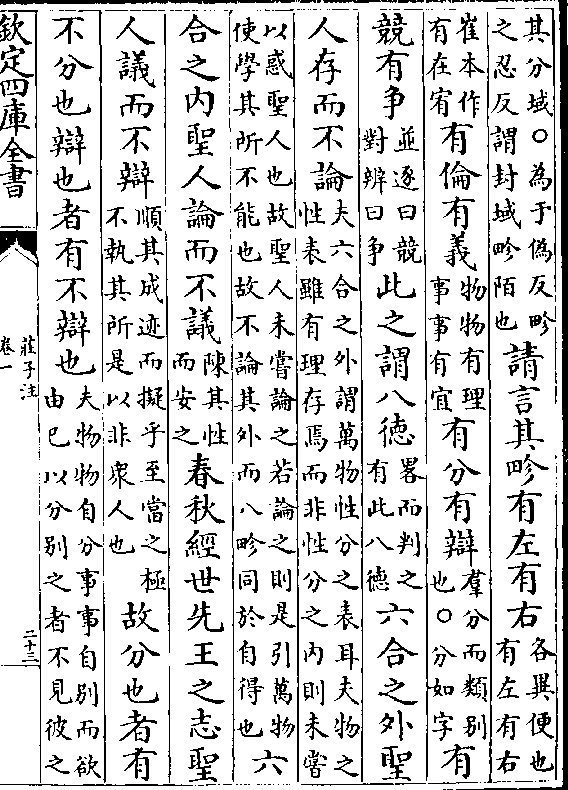 其分域○為于偽反畛
之忍反謂封域畛陌也
請言其畛有左有右
各異便也
有左有右
崔本作
有在宥
有倫有義
物物有理
事事有宜
有分有辯
羣分而類別
也○分如字
有
競有争
並逐曰競
對辨曰争
此之謂八德
畧而判之
有此八德
六合之外聖
人存而不論
夫六合之外謂萬物性分之表耳夫物之
性表雖有理存焉而非性分之内則未嘗
以惑聖人也故聖人未嘗論之若論之則是引萬物
使學其所不能也故不論其外而八畛同於自得也
六
合之内聖人論而不議
陳其性
而安之
春秋經世先王之志聖
人議而不辯
順其成迹而擬乎至當之極
不執其所是以非衆人也
故分也者有
不分也辯也者有不辯也
夫物物自分事事自別而欲
由已以分別之者不見彼之
欽定四庫全書
莊子注
卷一
二十三